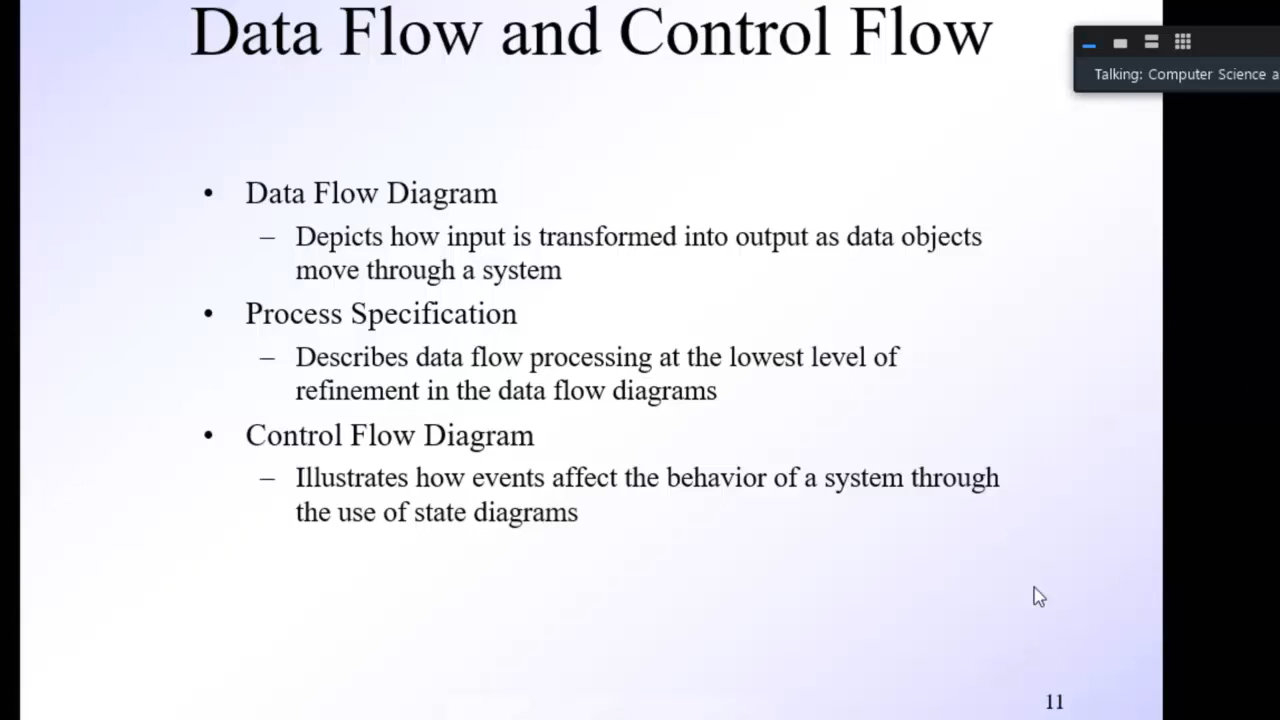 Data Flow and Control Flow
Talking: Computer Science a
• Data Flow Diagram
– Depicts how input is transformed into output as data objects
move through a system
• Process Specification
– Describes data flow processing at the lowest level of
refinement in the data flow diagrams
• Control Flow Diagram
– Illustrates how events affect the behavior of a system through
the use of state diagrams
11